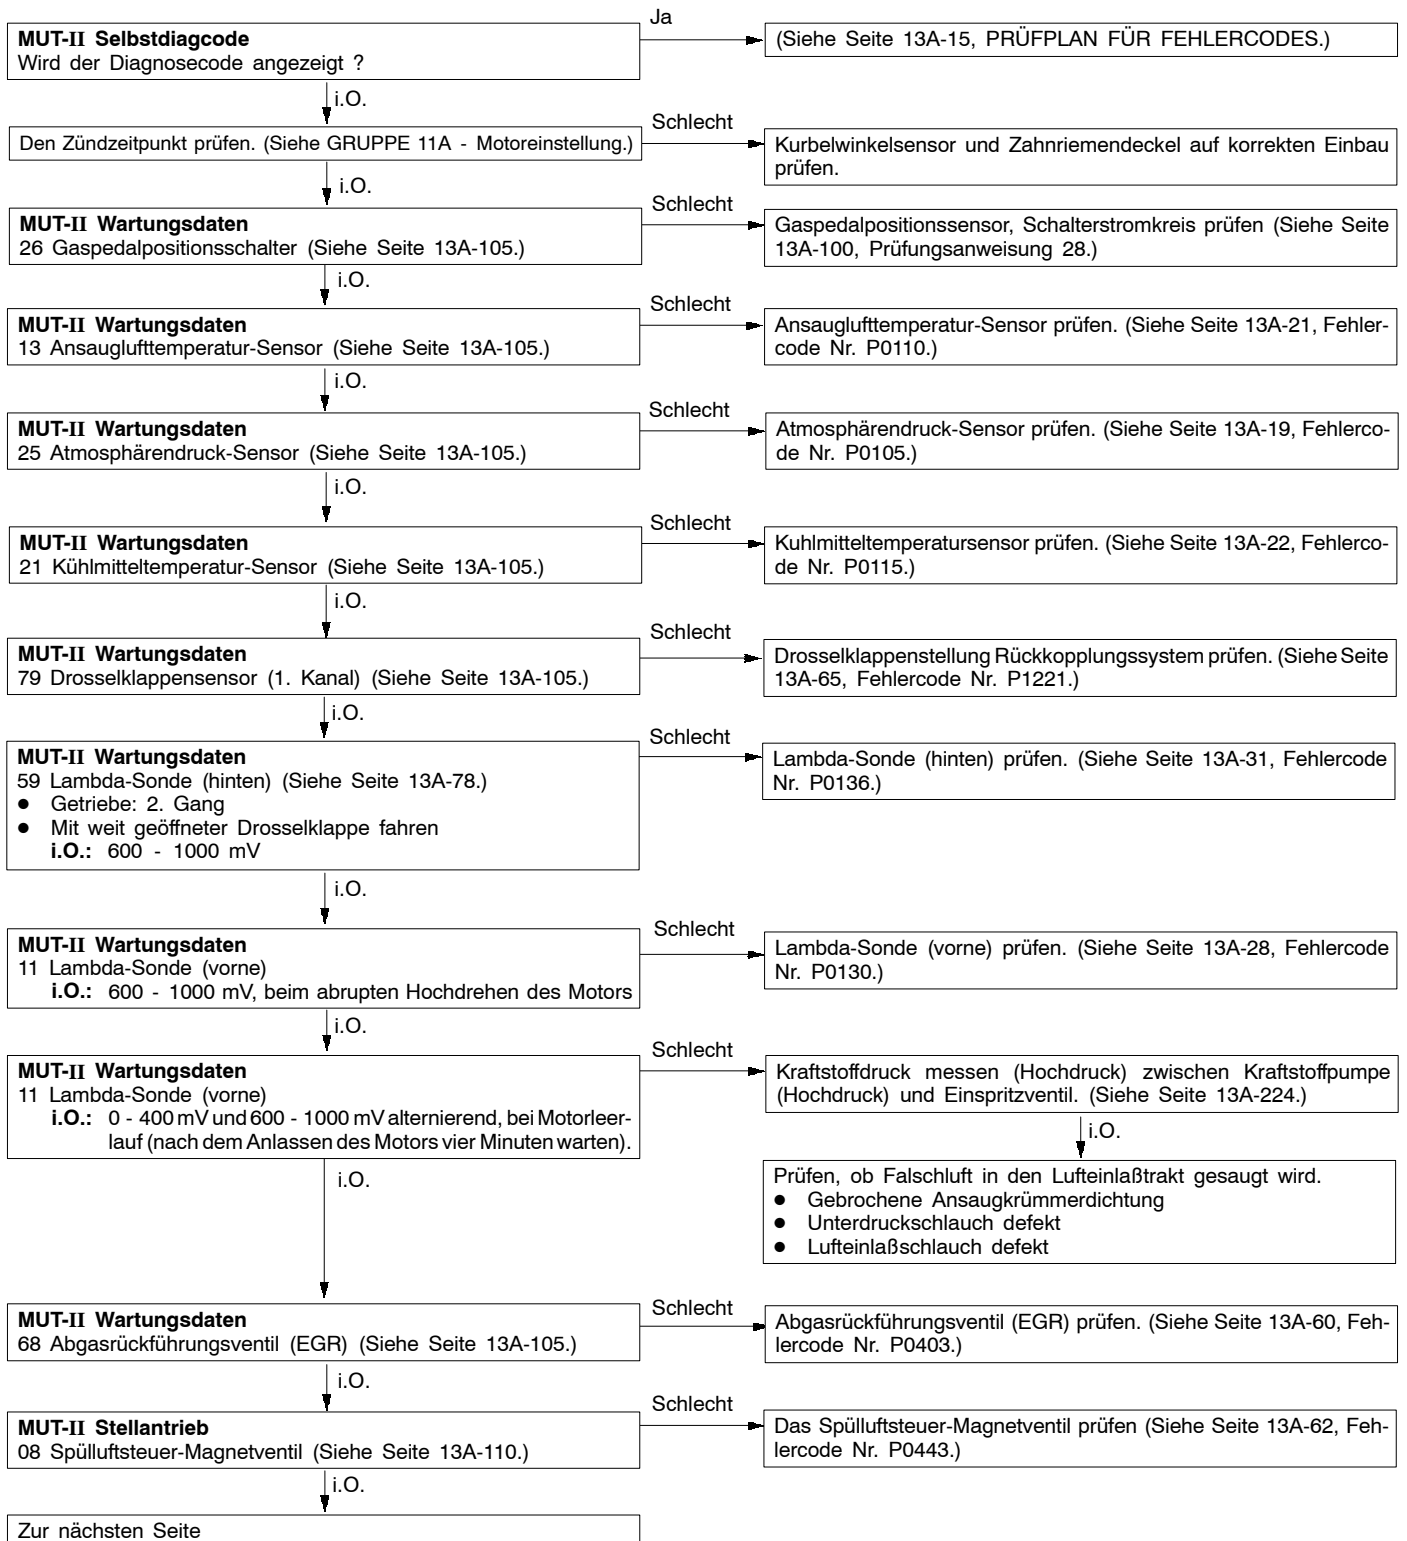 Ja
MUT-II Selbstdiagcode
Wird der Diagnosecode angezeigt ?
(Siehe Seite 13A-15, PRÜFPLAN FÜR FEHLERCODES.)
i.O.
Den Zündzeitpunkt prüfen. (Siehe GRUPPE 11A - Motoreinstellung.)
Schlecht
Kurbelwinkelsensor und Zahnriemendeckel auf korrekten Einbau
prüfen.
i.O.
MUT-II Wartungsdaten
26 Gaspedalpositionsschalter (Siehe Seite 13A-105.)
Schlecht
Gaspedalpositionssensor, Schalterstromkreis prüfen (Siehe Seite
13A-100, Prüfungsanweisung 28.)
i.O.
MUT-II Wartungsdaten
13 Ansauglufttemperatur-Sensor (Siehe Seite 13A-105.)
Schlecht
Ansauglufttemperatur-Sensor prüfen. (Siehe Seite 13A-21, Fehler-
code Nr. P0110.)
i.O.
MUT-II Wartungsdaten
25 Atmosphärendruck-Sensor (Siehe Seite 13A-105.)
Schlecht
Atmosphärendruck-Sensor prüfen. (Siehe Seite 13A-19, Fehlerco-
de Nr. P0105.)
i.O.
MUT-II Wartungsdaten
21 Kühlmitteltemperatur-Sensor (Siehe Seite 13A-105.)
Schlecht
Kuhlmitteltemperatursensor prüfen. (Siehe Seite 13A-22, Fehlerco-
de Nr. P0115.)
i.O.
MUT-II Wartungsdaten
79 Drosselklappensensor (1. Kanal) (Siehe Seite 13A-105.)
Schlecht
Drosselklappenstellung Rückkopplungssystem prüfen. (Siehe Seite
13A-65, Fehlercode Nr. P1221.)
i.O.
MUT-II Wartungsdaten
59 Lambda-Sonde (hinten) (Siehe Seite 13A-78.)
● Getriebe: 2. Gang
● Mit weit geöffneter Drosselklappe fahren
i.O.: 600 - 1000 mV
Schlecht
Lambda-Sonde (hinten) prüfen. (Siehe Seite 13A-31, Fehlercode
Nr. P0136.)
i.O.
MUT-II Wartungsdaten
11 Lambda-Sonde (vorne)
i.O.: 600 - 1000 mV, beim abrupten Hochdrehen des Motors
Schlecht
Lambda-Sonde (vorne) prüfen. (Siehe Seite 13A-28, Fehlercode
Nr. P0130.)
i.O.
MUT-II Wartungsdaten
11 Lambda-Sonde (vorne)
i.O.: 0 - 400 mV und 600 - 1000 mV alternierend, bei Motorleer-
lauf (nach dem Anlassen des Motors vier Minuten warten).
Schlecht
Kraftstoffdruck messen (Hochdruck) zwischen Kraftstoffpumpe
(Hochdruck) und Einspritzventil. (Siehe Seite 13A-224.)
i.O.
Prüfen, ob Falschluft in den Lufteinlaßtrakt gesaugt wird.
● Gebrochene Ansaugkrümmerdichtung
● Unterdruckschlauch defekt
● Lufteinlaßschlauch defekt
i.O.
MUT-II Wartungsdaten
68 Abgasrückführungsventil (EGR) (Siehe Seite 13A-105.)
Schlecht
Abgasrückführungsventil (EGR) prüfen. (Siehe Seite 13A-60, Feh-
lercode Nr. P0403.)
i.O.
MUT-II Stellantrieb
08 Spülluftsteuer-Magnetventil (Siehe Seite 13A-110.)
Schlecht
Das Spülluftsteuer-Magnetventil prüfen (Siehe Seite 13A-62, Feh-
lercode Nr. P0443.)
i.O.
Zur nächsten Seite